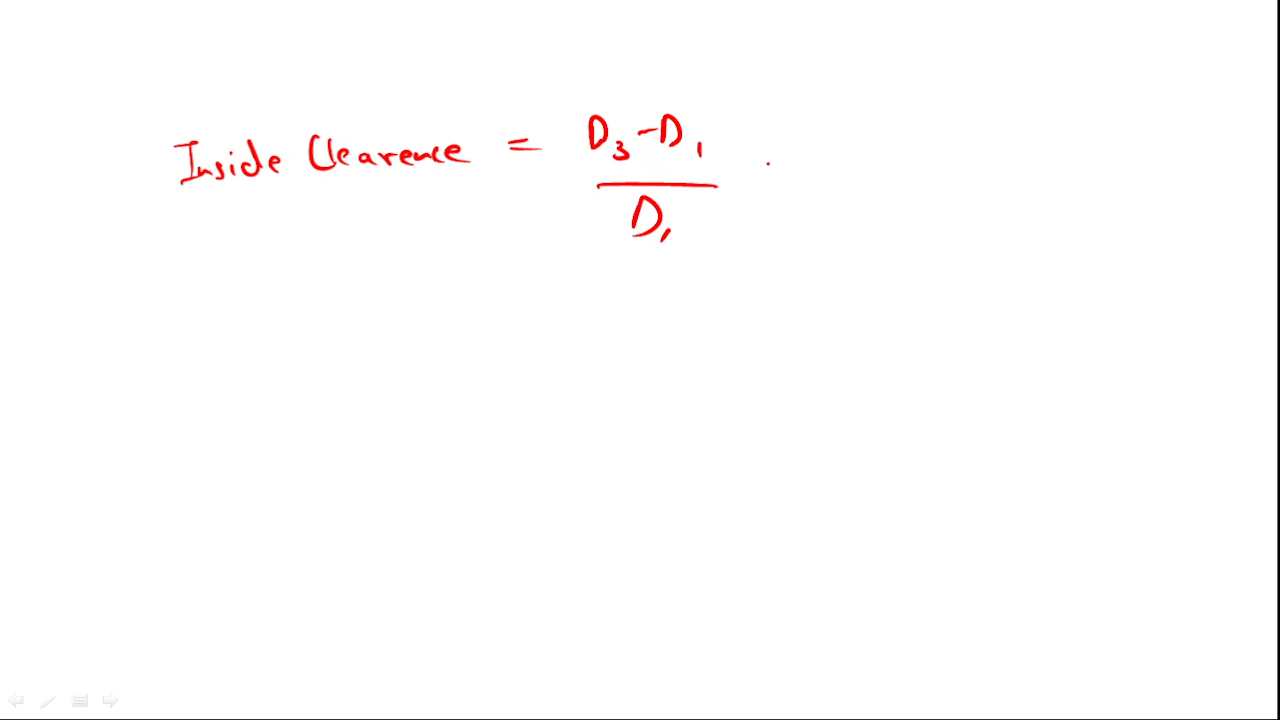 Inside Clearence = D₃ - D₁
D₁